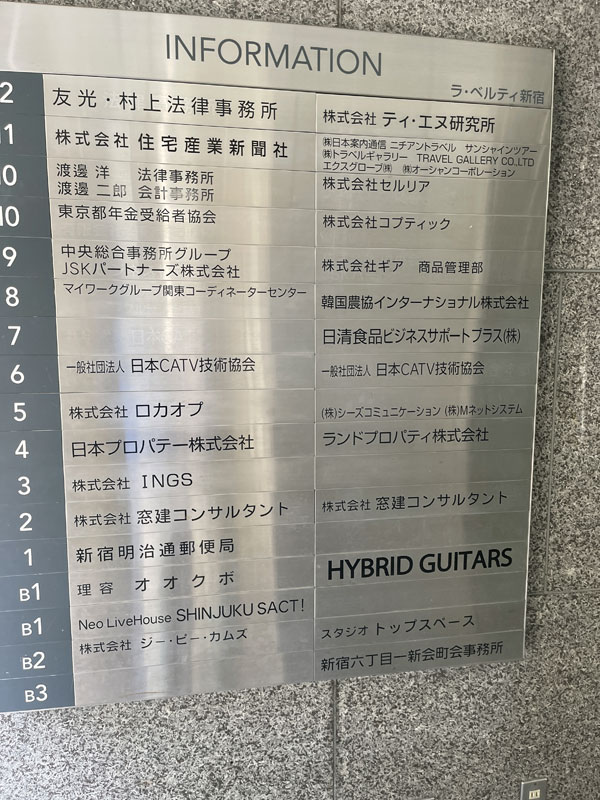 INFORMATION
ラ・ベルティ新宿
2 友光・村上法律事務所 株式会社 ティ・エヌ研究所
11 株式会社 住宅産業新聞社 ㈱日本案内通信 ニチアントラベル サンシャインツアー
㈱トラベルギャラリー TRAVEL GALLERY CO.LTD
エクスグローブ㈱ ㈱オーシャンコーポレーション
10 渡邊 洋 法律事務所 株式会社セルリア
渡邊 二郎 会計事務所
10 東京都年金受給者協会 株式会社コプティック
9 中央総合事務所グループ 株式会社ギア 商品管理部
JSKパートナーズ株式会社
8 マイワークグループ関東コーディネーターセンター 韓国農協インターナショナル株式会社
7 日清食品ビジネスサポートプラス(株)
6 一般社団法人 日本CATV技術協会 一般社団法人 日本CATV技術協会
5 株式会社 ロカオプ (株)シーズコミュニケーション (株)Mネットシステム
4 日本プロパテー株式会社 ランドプロパティ株式会社
3 株式会社 INGS
2 株式会社 窓建コンサルタント 株式会社 窓建コンサルタント
1 新宿明治通郵便局
B1 理容 オオクボ HYBRID GUITARS
B1 Neo LiveHouse SHINJUKU SACT!
B2 株式会社 ジー・ピー・カムズ スタジオ トップスペース
B3 新宿六丁目一新会町会事務所